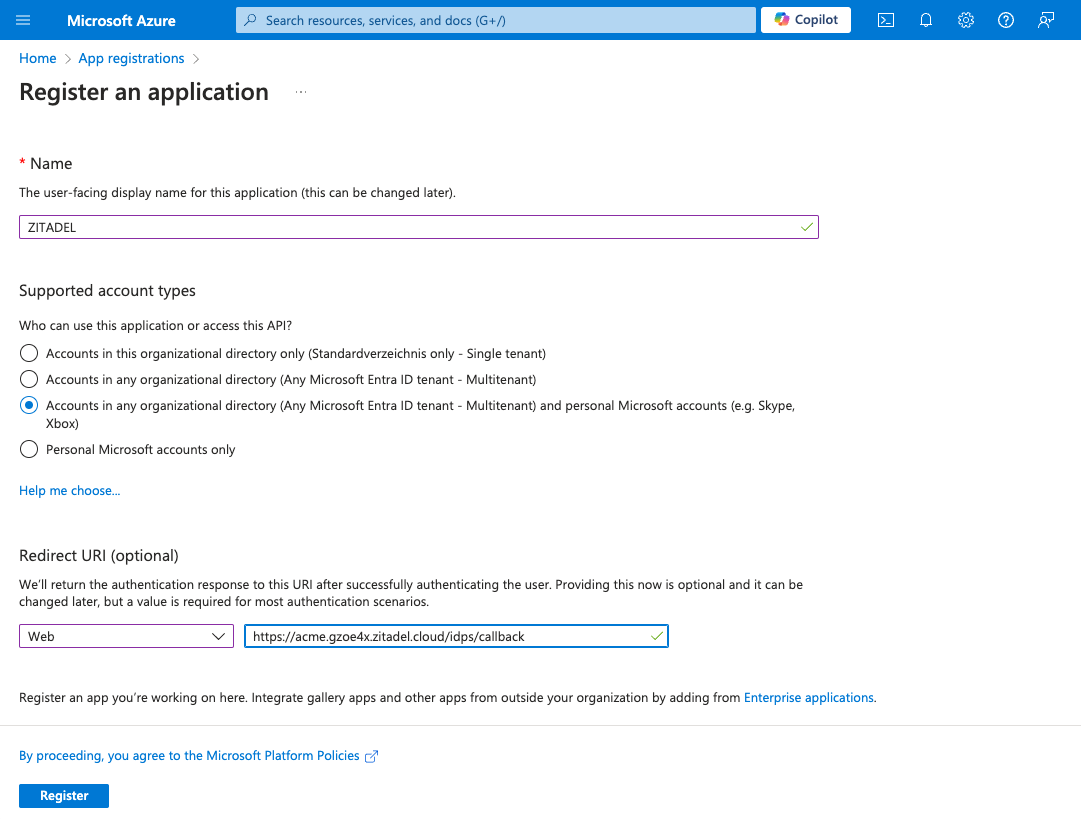 Microsoft Azure
Search resources, services, and docs (G+/)
Copilot
Home > App registrations >
Register an application ...
* Name
The user-facing display name for this application (this can be changed later).
ZITADEL
Supported account types
Who can use this application or access this API?
Accounts in this organizational directory only (Standardverzeichnis only - Single tenant)
Accounts in any organizational directory (Any Microsoft Entra ID tenant - Multitenant)
Accounts in any organizational directory (Any Microsoft Entra ID tenant - Multitenant) and personal Microsoft accounts (e.g. Skype,
Xbox)
Personal Microsoft accounts only
Help me choose...
Redirect URI (optional)
We'll return the authentication response to this URI after successfully authenticating the user. Providing this now is optional and it can be
changed later, but a value is required for most authentication scenarios.
Web
https://acme.gzoe4x.zitadel.cloud/idps/callback
Register an app you're working on here. Integrate gallery apps and other apps from outside your organization by adding from Enterprise applications.
By proceeding, you agree to the Microsoft Platform Policies
Register